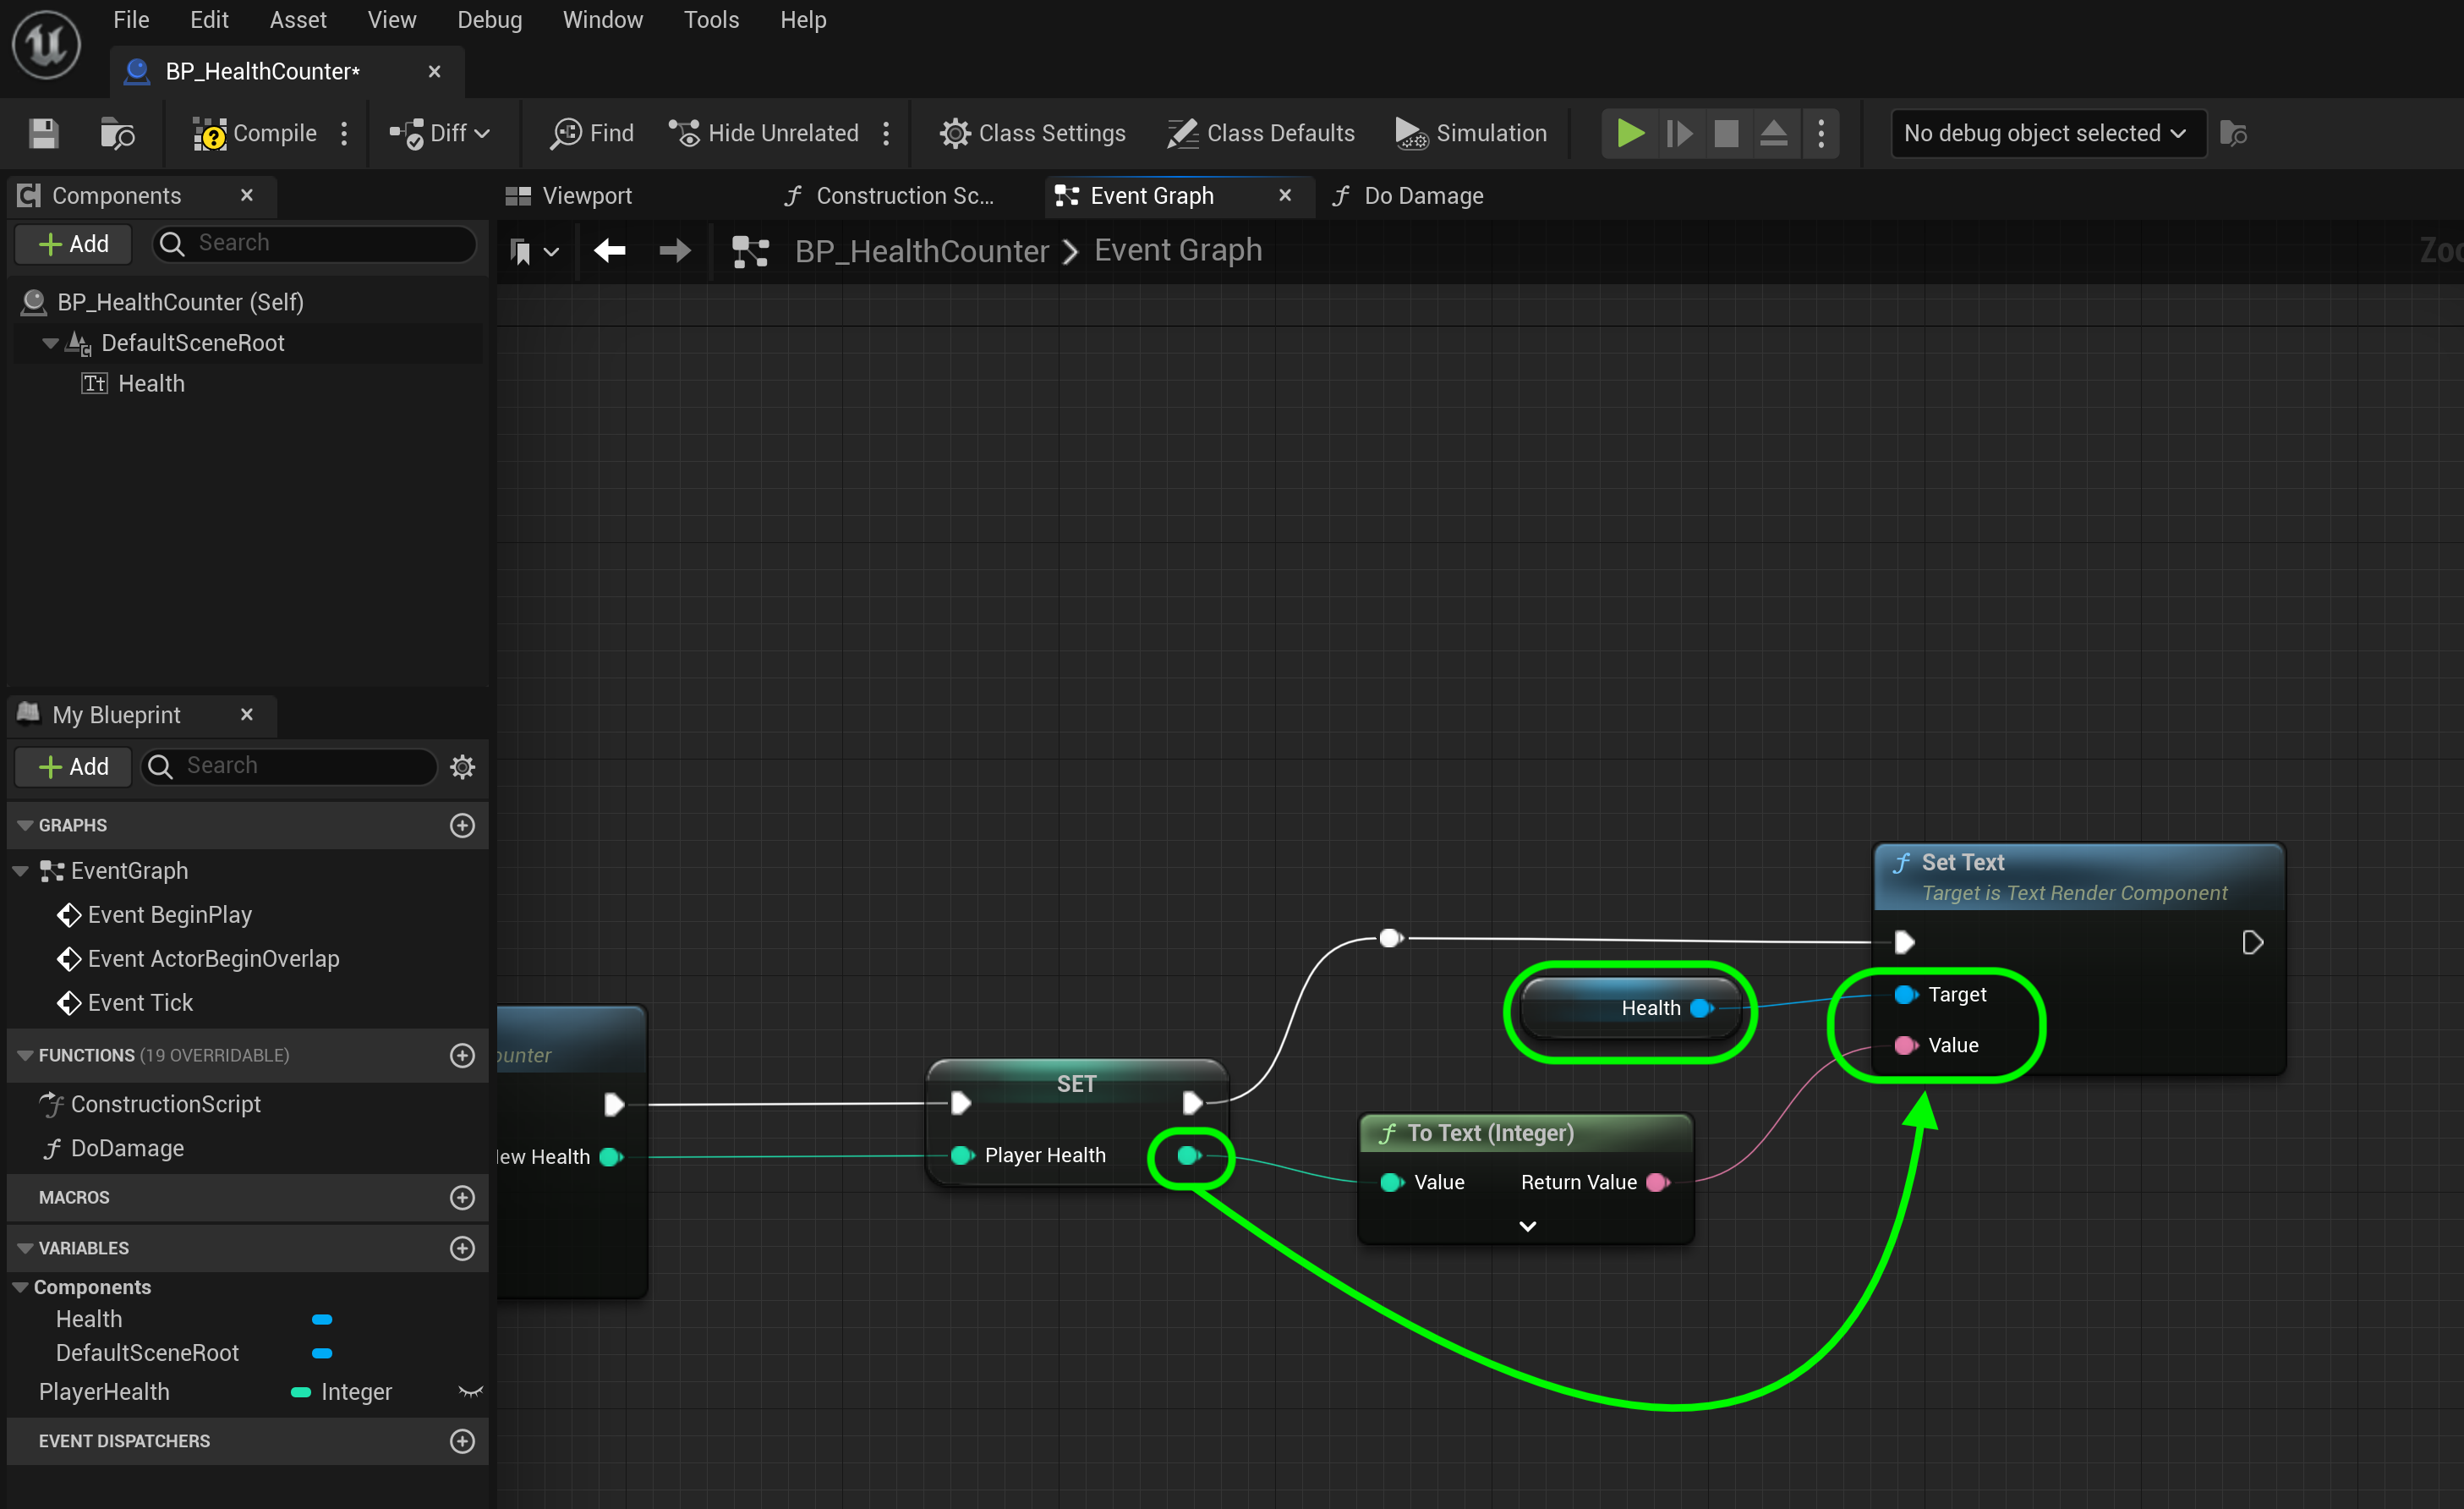 File Edit Asset View Debug Window Tools Help
BP_HealthCounter*
Compile Diff Find Hide Unrelated Class Settings Class Defaults Simulation No debug object selected
Components
Viewport Construction Sc... Event Graph Do Damage
Add Search
BP_HealthCounter > Event Graph
Zoo
BP_HealthCounter (Self)
DefaultSceneRoot
Tt Health
My Blueprint
Add Search
GRAPHS
EventGraph
Event BeginPlay
Event ActorBeginOverlap
Event Tick
FUNCTIONS (19 OVERRIDABLE)
ConstructionScript
DoDamage
MACROS
VARIABLES
Components
Health
DefaultSceneRoot
PlayerHealth Integer
EVENT DISPATCHERS
ounter
ew Health
SET
Player Health
Health
To Text (Integer)
Value Return Value
Set Text
Target is Text Render Component
Target
Value